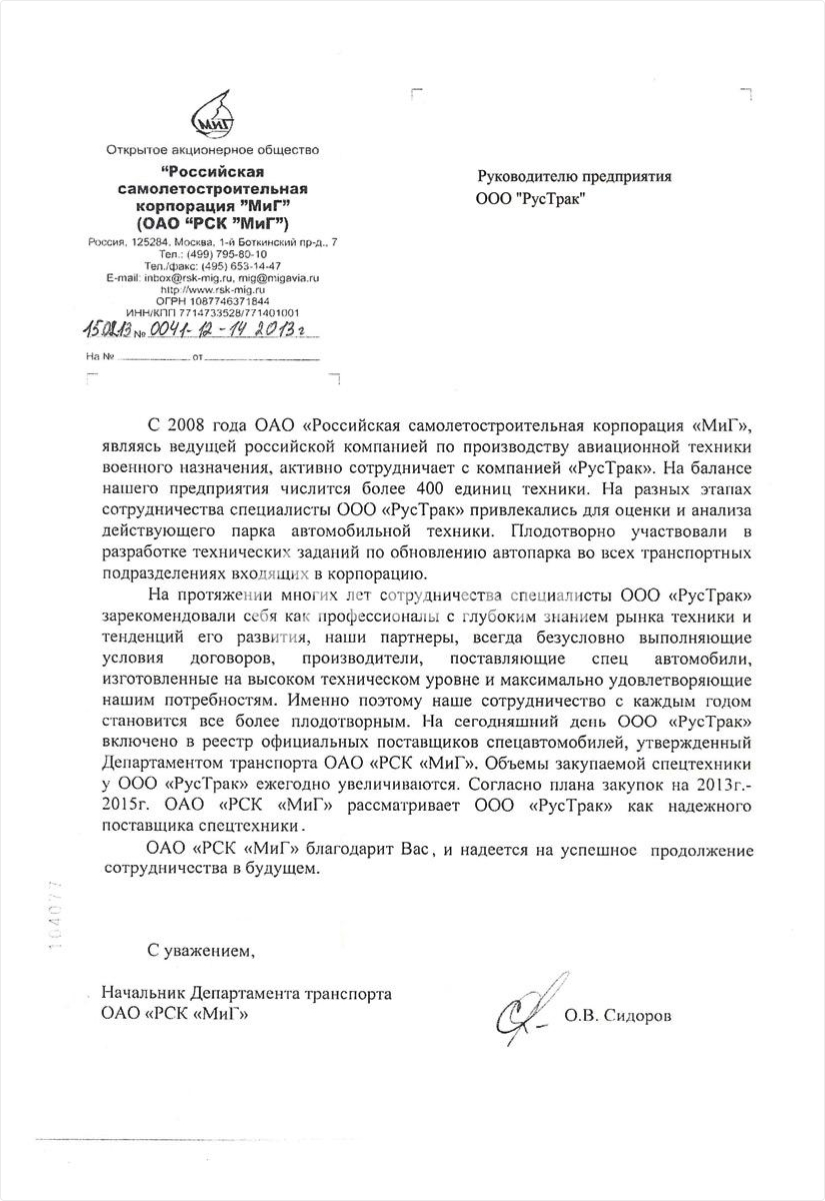 МиГ
Открытое акционерное общество
“Российская
самолетостроительная
корпорация ”МиГ”
(ОАО “РСК ”МиГ”)
Россия, 125284, Москва, 1-й Боткинский пр-д., 7
Тел.: (499) 795-80-10
Тел./факс: (495) 653-14-47
E-mail: inbox@rsk-mig.ru, mig@migavia.ru
http://www.rsk-mig.ru
ОГРН 1087746371844
ИНН/КПП 7714733528/771401001
№ 0041-12-14 2013г
На № от
Руководителю предприятия
ООО "РусТрак"
С 2008 года ОАО «Российская самолетостроительная корпорация «МиГ»,
являясь ведущей российской компанией по производству авиационной техники
военного назначения, активно сотрудничает с компанией «РусТрак». На балансе
нашего предприятия числится более 400 единиц техники. На разных этапах
сотрудничества специалисты ООО «РусТрак» привлекались для оценки и анализа
действующего парка автомобильной техники. Плодотворно участвовали в
разработке технических заданий по обновлению автопарка во всех транспортных
подразделениях входящих в корпорацию.
На протяжении многих лет сотрудничества специалисты ООО «РусТрак»
зарекомендовали себя как профессионалы с глубоким знанием рынка техники и
тенденций его развития, наши партнеры, всегда безусловно выполняющие
условия договоров, производители, поставляющие спец автомобили,
изготовленные на высоком техническом уровне и максимально удовлетворяющие
нашим потребностям. Именно поэтому наше сотрудничество с каждым годом
становится все более плодотворным. На сегодняшний день ООО «РусТрак»
включено в реестр официальных поставщиков спецавтомобилей, утвержденный
Департаментом транспорта ОАО «РСК «МиГ». Объемы закупаемой спецтехники
у ООО «РусТрак» ежегодно увеличиваются. Согласно плана закупок на 2013г.-
2015г. ОАО «РСК «МиГ» рассматривает ООО «РусТрак» как надежного
поставщика спецтехники.
ОАО «РСК «МиГ» благодарит Вас, и надеется на успешное продолжение
сотрудничества в будущем.
104077
С уважением,
Начальник Департамента транспорта
ОАО «РСК «МиГ»
О.В. Сидоров